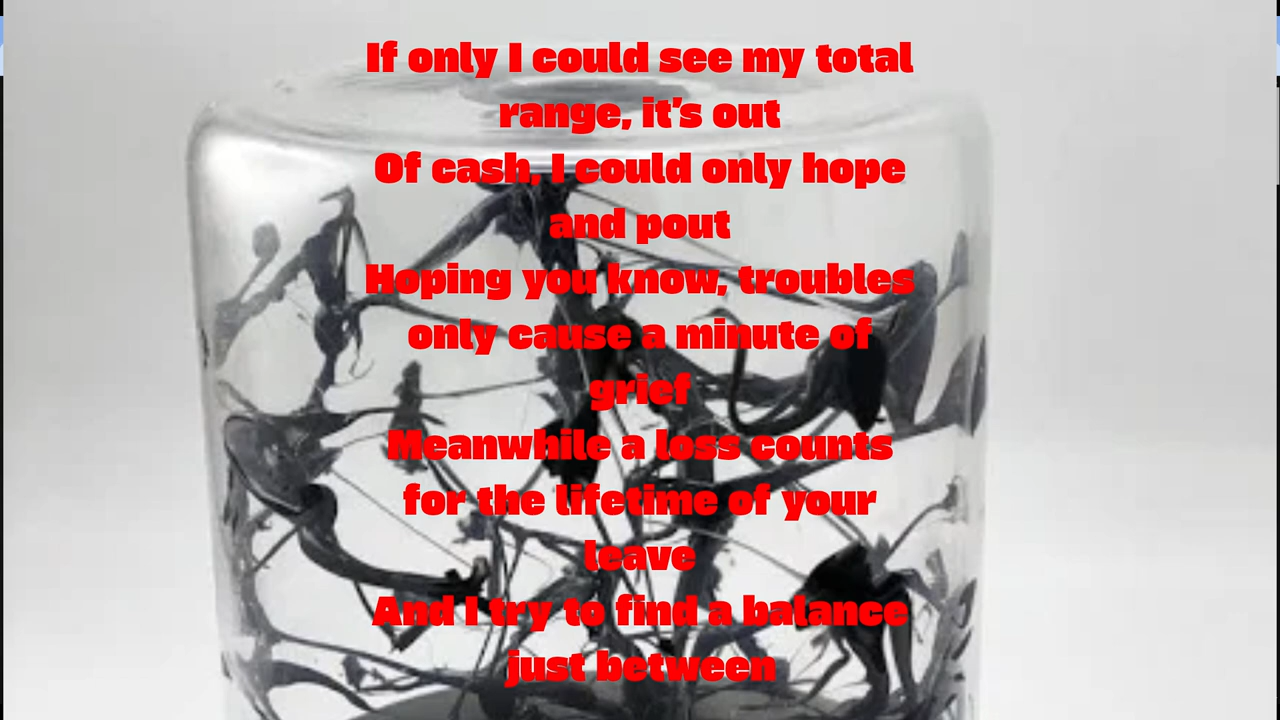 If only I could see my total
range, it's out
Of cash, I could only hope
and pout
Hoping you know, troubles
only cause a minute of
grief
Meanwhile a loss counts
for the lifetime of your
leave
And I try to find a balance
just between